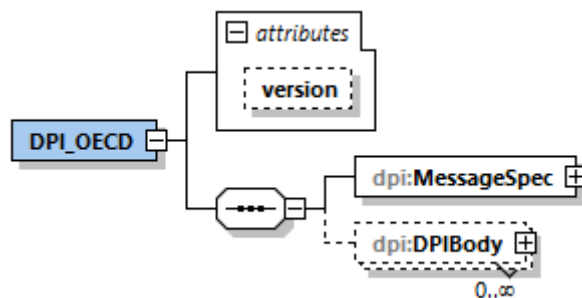 attributes
version
DPI_OECD
dpi:MessageSpec
dpi:DPIBody
0..∞